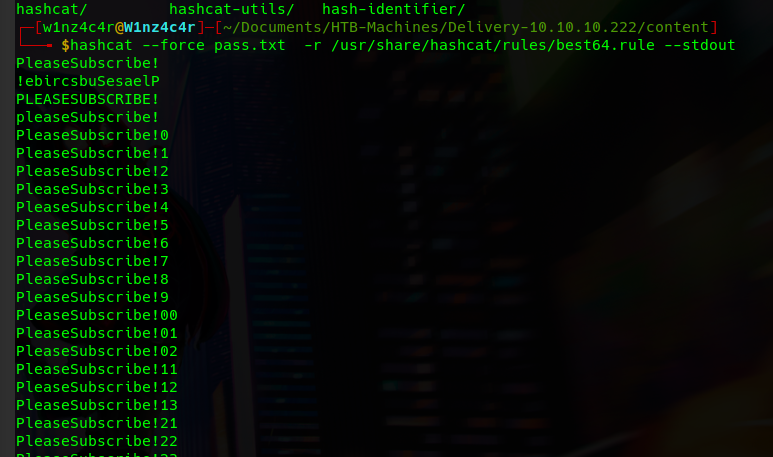 hashcat/ hashcat-utils/ hash-identifier/
┌─[w1nz4c4r@W1nz4c4r]─[~/Documents/HTB-Machines/Delivery-10.10.10.222/content]
└──╼ $hashcat --force pass.txt  -r /usr/share/hashcat/rules/best64.rule --stdout
PleaseSubscribe!
!ebircsbuSesaelP
PLEASESUBSCRIBE!
pleaseSubscribe!
PleaseSubscribe!0
PleaseSubscribe!1
PleaseSubscribe!2
PleaseSubscribe!3
PleaseSubscribe!4
PleaseSubscribe!5
PleaseSubscribe!6
PleaseSubscribe!7
PleaseSubscribe!8
PleaseSubscribe!9
PleaseSubscribe!00
PleaseSubscribe!01
PleaseSubscribe!02
PleaseSubscribe!11
PleaseSubscribe!12
PleaseSubscribe!13
PleaseSubscribe!21
PleaseSubscribe!22